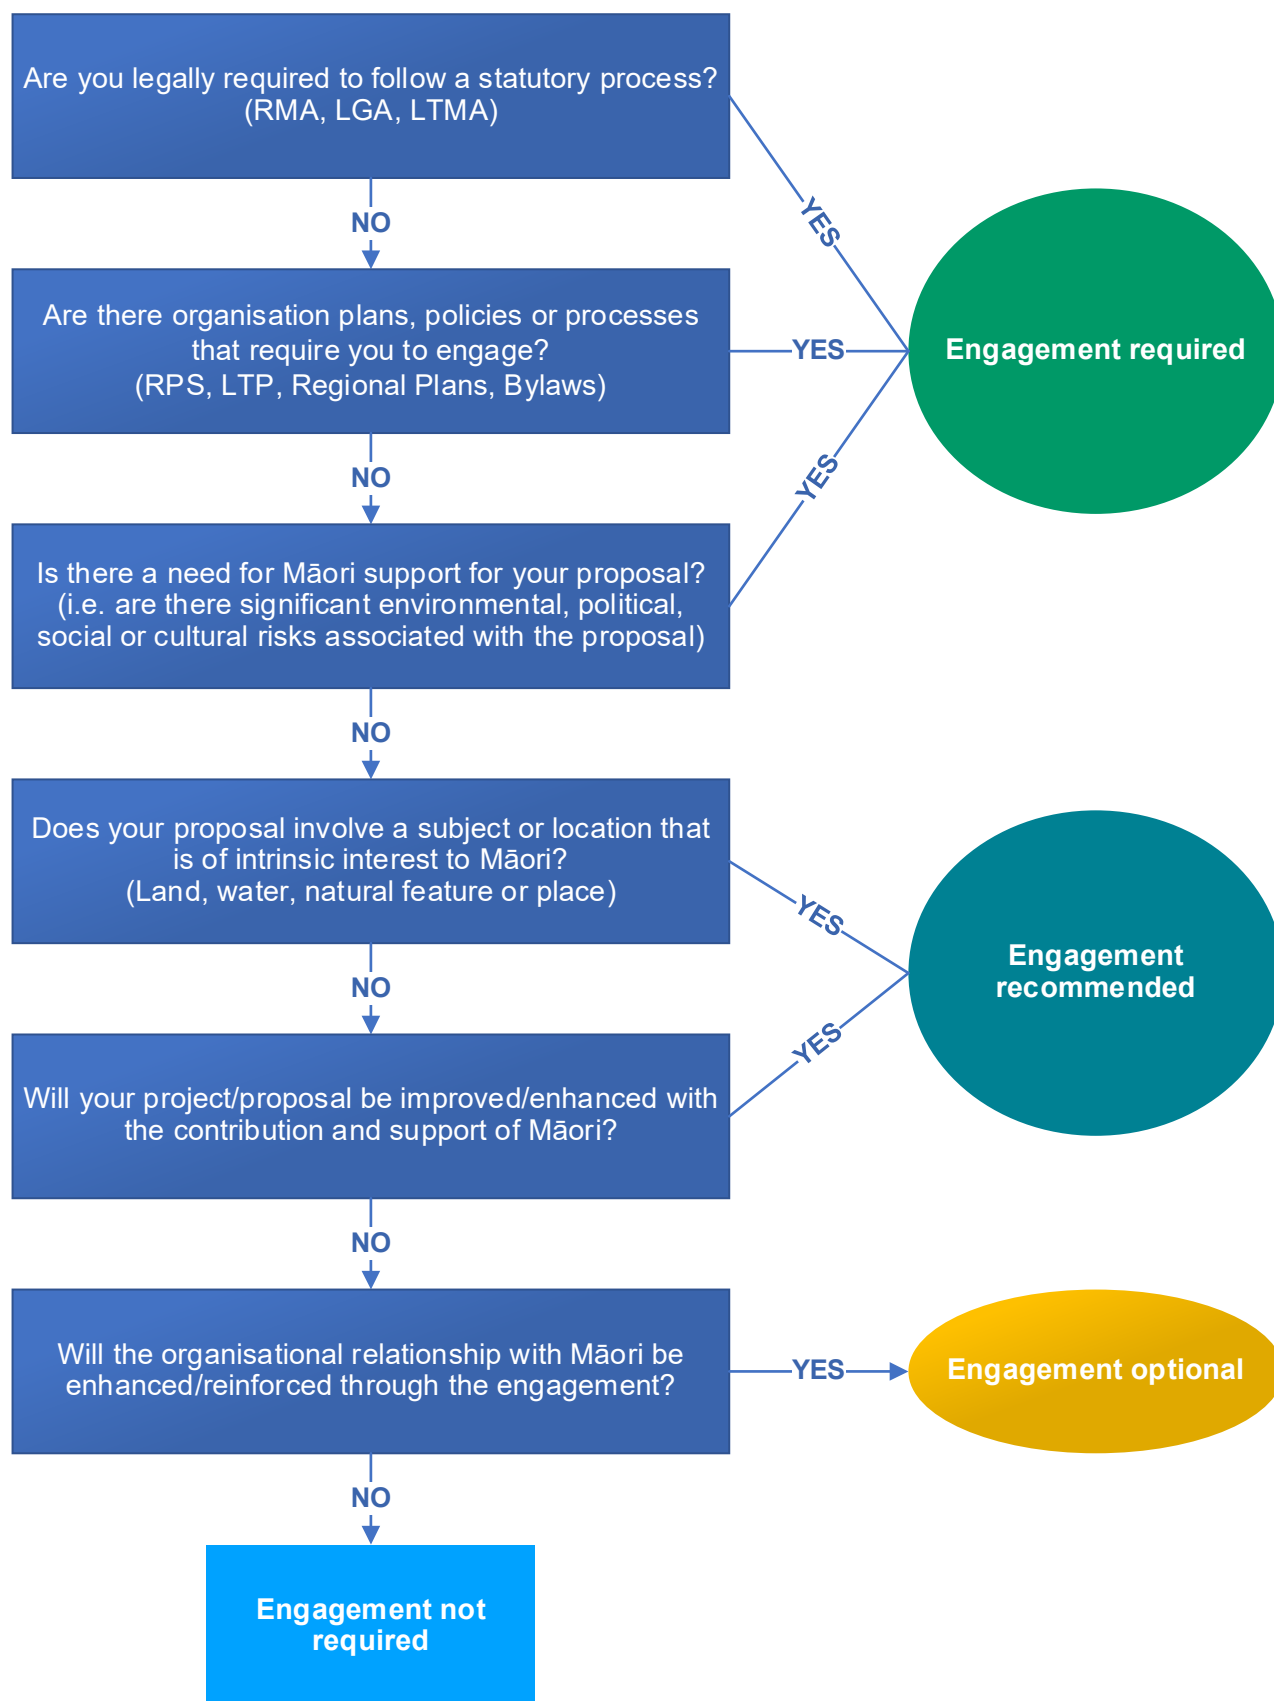 Are you legally required to follow a statutory process?
(RMA, LGA, LTMA)
YES
NO
Are there organisation plans, policies or processes
that require you to engage?
(RPS, LTP, Regional Plans, Bylaws)
YES
Engagement required
NO
YES
Is there a need for Māori support for your proposal?
(i.e. are there significant environmental, political,
social or cultural risks associated with the proposal)
NO
Does your proposal involve a subject or location that
is of intrinsic interest to Māori?
(Land, water, natural feature or place)
YES
Engagement
recommended
NO
YES
Will your project/proposal be improved/enhanced with
the contribution and support of Māori?
NO
Will the organisational relationship with Māori be
enhanced/reinforced through the engagement?
YES
Engagement optional
NO
Engagement not
required